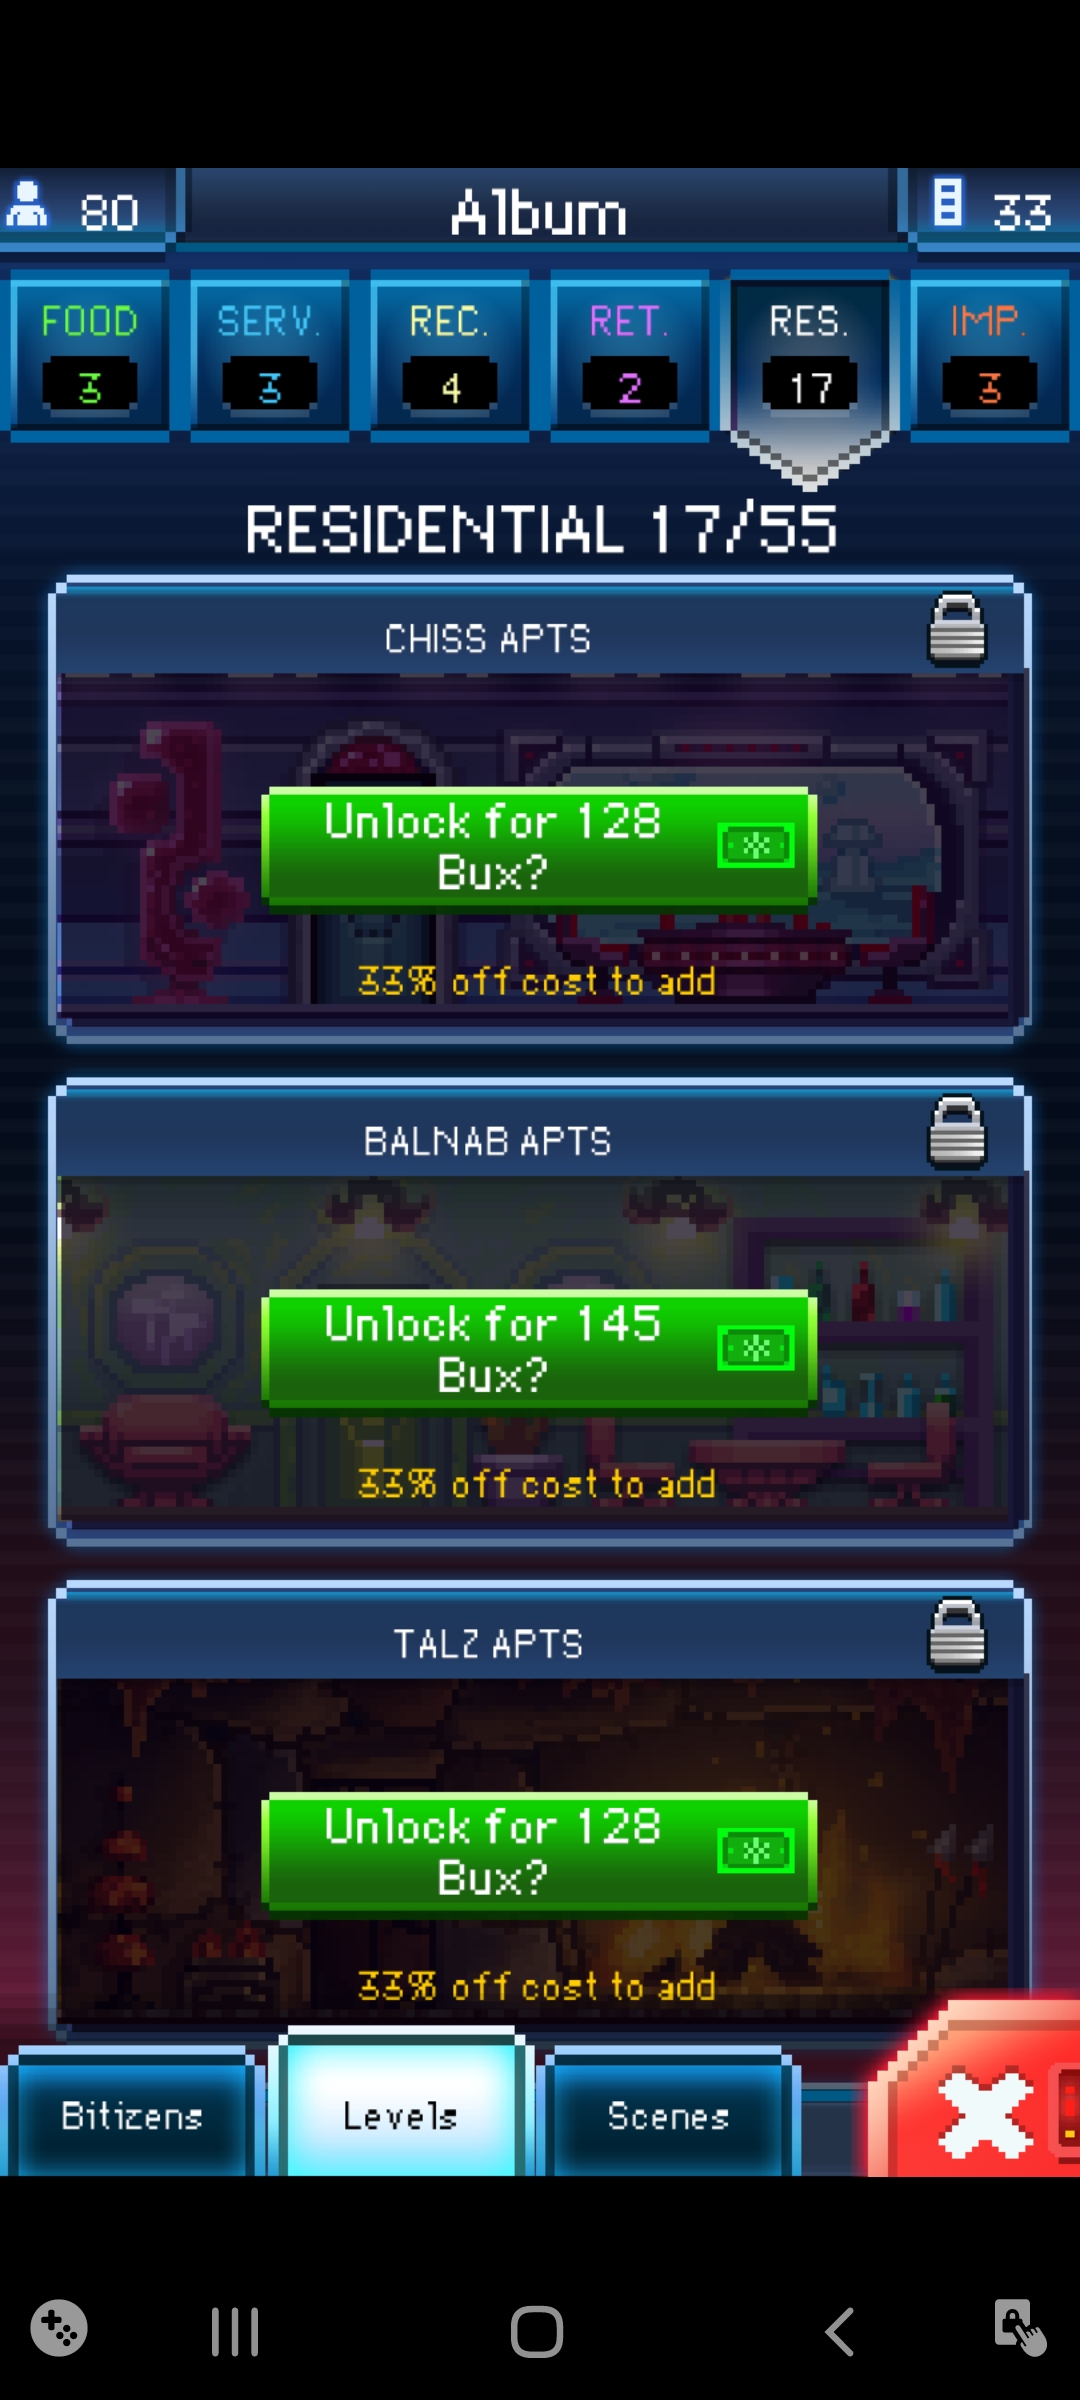 80
Album
33
FOOD
SERV.
REC.
RET.
RES.
IMP.
3
3
4
2
17
3
RESIDENTIAL 17/55
CHISS APTS
Unlock for 128
Bux?
33% off cost to add
BALNAB APTS
Unlock for 145
Bux?
33% off cost to add
TALZ APTS
Unlock for 128
Bux?
33% off cost to add
Bitizens
Levels
Scenes